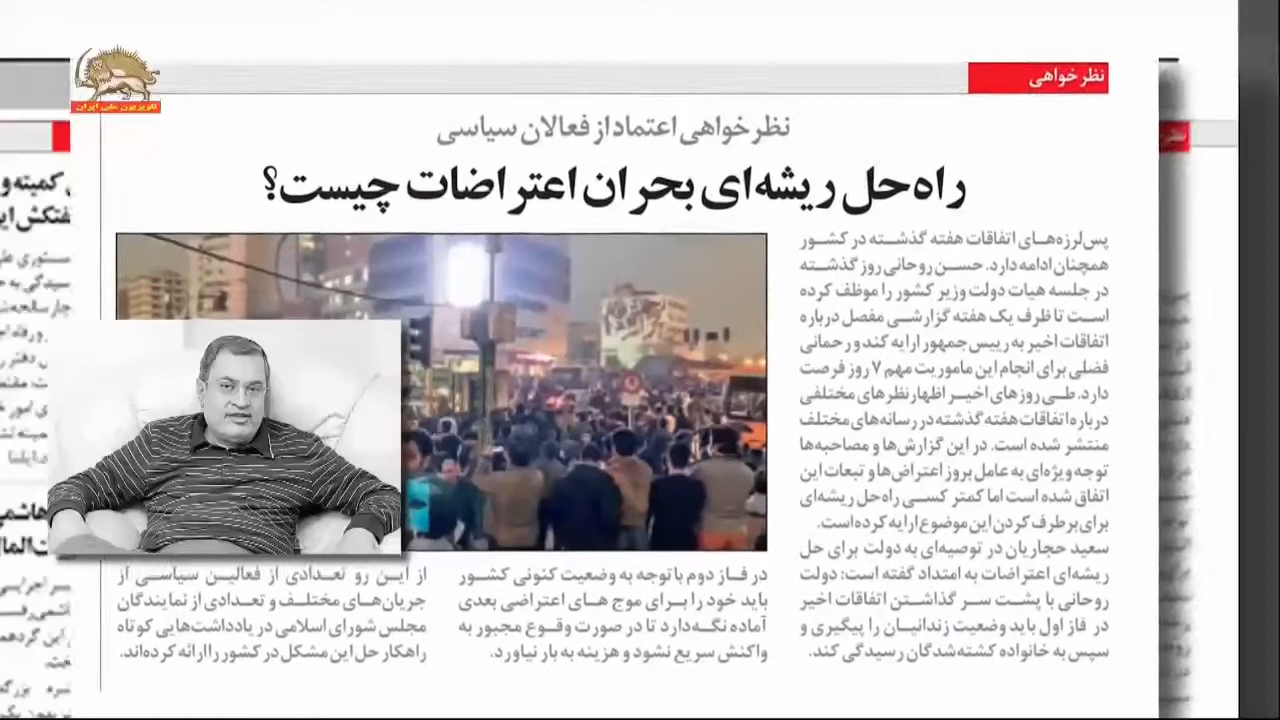 نظرخواهی
تلویزیون ملی ایران
نظرخواهی اعتماد از فعالان سیاسی
راه‌حل ریشه‌ای بحران اعتراضات چیست؟
پس‌لرزه‌های اتفاقات هفته گذشته در کشور
همچنان ادامه دارد. حسن روحانی روز گذشته
در جلسه هیات دولت وزیر کشور را موظف کرده
است تا ظرف یک هفته گزارشی مفصل درباره
اتفاقات اخیر به رییس‌جمهور ارایه کند و رحمانی
فضلی برای انجام این ماموریت مهم ۷ روز فرصت
دارد. طی روزهای اخیر اظهار نظرهای مختلفی
درباره اتفاقات هفته گذشته در رسانه‌های مختلف
منتشر شده است. در این گزارش‌ها و مصاحبه‌ها
توجه ویژه‌ای به عامل بروز اعتراض‌ها و تبعات این
اتفاق شده است اما کمتر کسی راه‌حل ریشه‌ای
برای برطرف کردن این موضوع ارایه کرده است.
سعید حجاریان در توصیه‌ای به دولت برای حل
ریشه‌ای اعتراضات به امتداد گفته است: دولت
روحانی با پشت سر گذاشتن اتفاقات اخیر
در فاز اول باید وضعیت زندانیان را پیگیری و
سپس به خانواده کشته‌شدگان رسیدگی کند.
در فاز دوم با توجه به وضعیت کنونی کشور
باید خود را برای موج های اعتراضی بعدی
آماده نگه‌دارد تا در صورت وقوع مجبور به
واکنش سریع نشود و هزینه به بار نیاورد.
از این رو تعدادی از فعالین سیاسی از
جریان‌های مختلف و تعدادی از نمایندگان
مجلس شورای اسلامی در یادداشت‌هایی کوتاه
راهکار حل این مشکل در کشور را ارائه کرده‌اند.